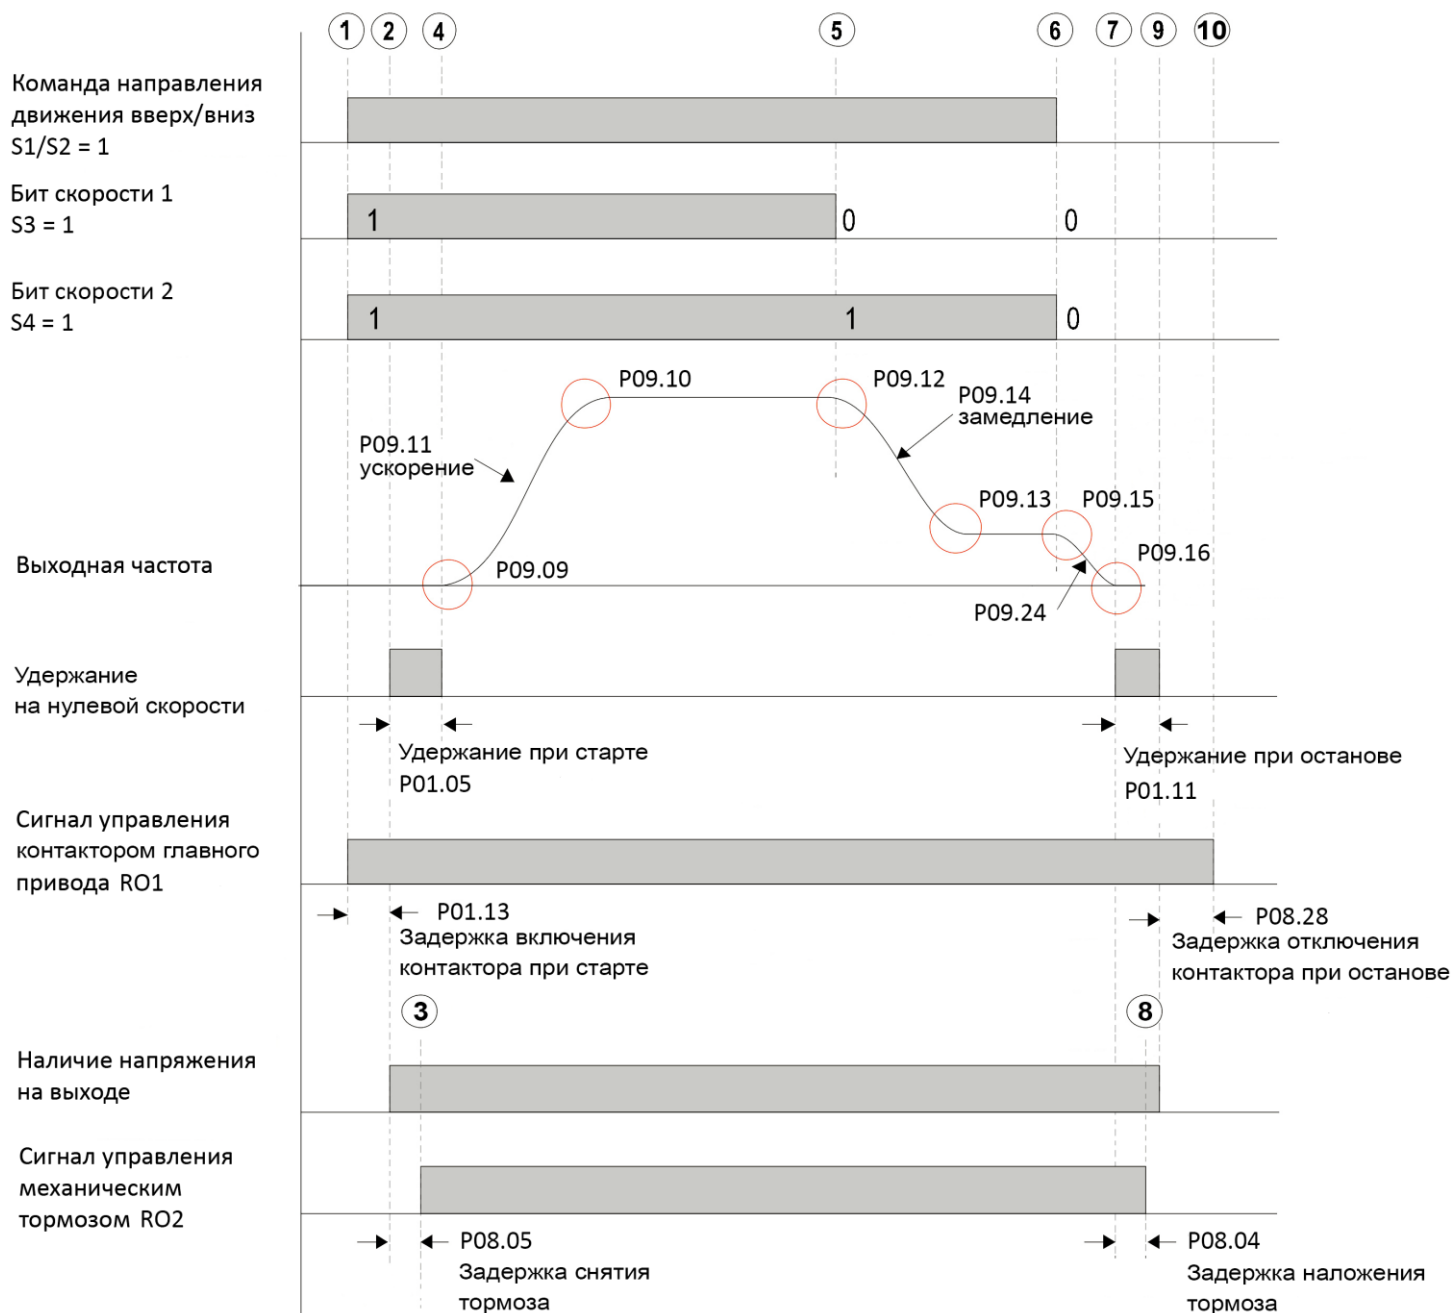 1 2 4 5 6 7 9 10
Команда направления
движения вверх/вниз
S1/S2 = 1
Бит скорости 1
S3 = 1
1 0 0
Бит скорости 2
S4 = 1
1 1 0
P09.10
P09.12
P09.14
замедление
P09.11
ускорение
P09.13
P09.15
P09.16
Выходная частота
P09.09
P09.24
Удержание
на нулевой скорости
Удержание при старте
P01.05
Удержание при останове
P01.11
Сигнал управления
контактором главного
привода RO1
P01.13
Задержка включения
контактора при старте
P08.28
Задержка отключения
контактора при останове
3 8
Наличие напряжения
на выходе
Сигнал управления
механическим
тормозом RO2
P08.05
Задержка снятия
тормоза
P08.04
Задержка наложения
тормоза